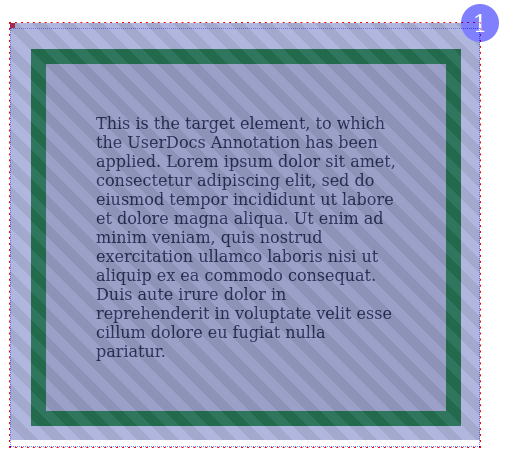 1
This is the target element, to which
the UserDocs Annotation has been
applied. Lorem ipsum dolor sit amet,
consectetur adipiscing elit, sed do
eiusmod tempor incididunt ut labore
et dolore magna aliqua. Ut enim ad
minim veniam, quis nostrud
exercitation ullamco laboris nisi ut
aliquip ex ea commodo consequat.
Duis aute irure dolor in
reprehenderit in voluptate velit esse
cillum dolore eu fugiat nulla
pariatur.